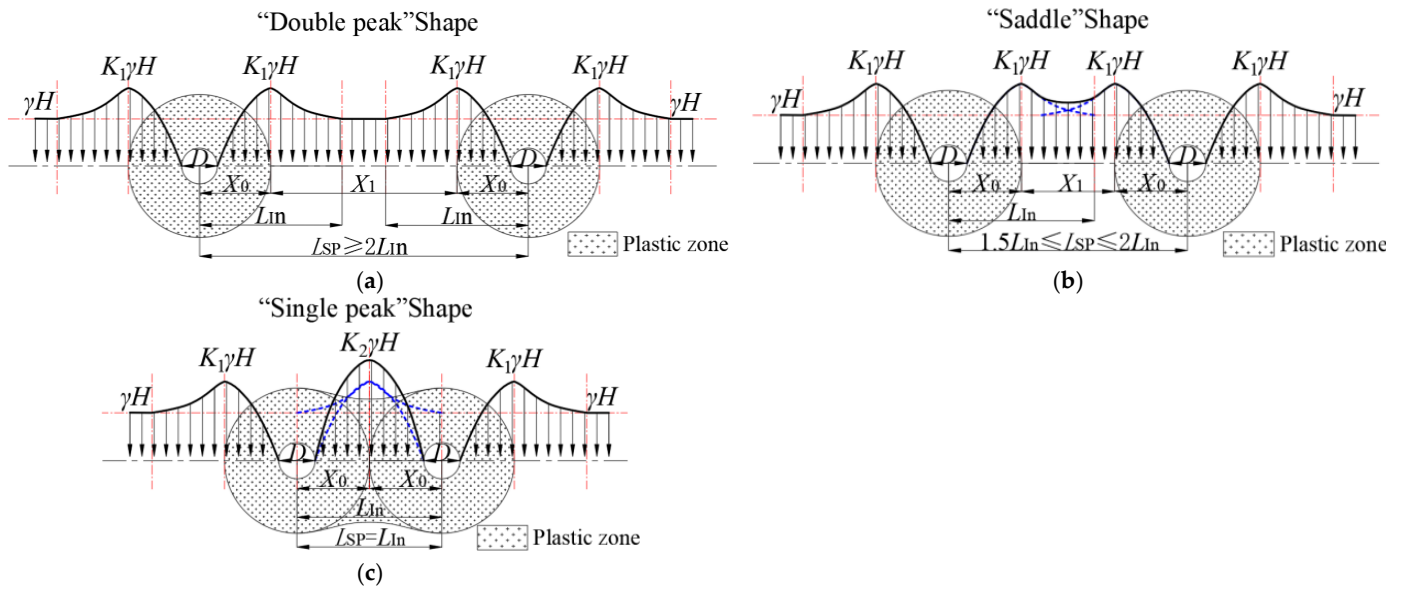 “Double peak”Shape
K₁γH K₁γH K₁γH K₁γH
γH γH
D D
X₀ X₁ X₀
LIn LIn
lSP⩾2LIn
Plastic zone
(a)
“Saddle”Shape
K₁γH K₁γH K₁γH K₁γH
γH γH
D D
X₀ X₁ X₀
LIn
1.5LIn≤lSP≤2LIn
Plastic zone
(b)
“Single peak”Shape
K₁γH K₂γH K₁γH
γH γH
D D
X₀ X₀
LIn
lSP=LIn
Plastic zone
(c)